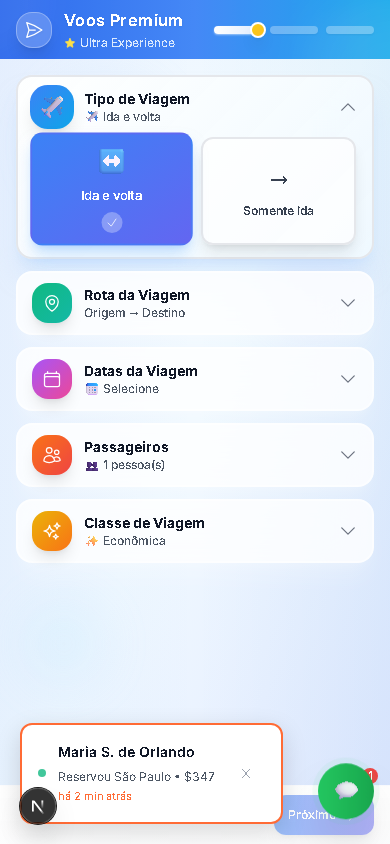 Voos Premium
⭐ Ultra Experience
Tipo de Viagem
✈️ Ida e volta
↔️
Ida e volta
✓
→
Somente ida
Rota da Viagem
Origem → Destino
Datas da Viagem
📅 Selecione
Passageiros
👥 1 pessoa(s)
Classe de Viagem
✨ Econômica
Maria S. de Orlando
Reservou São Paulo • $347
há 2 min atrás
N
1